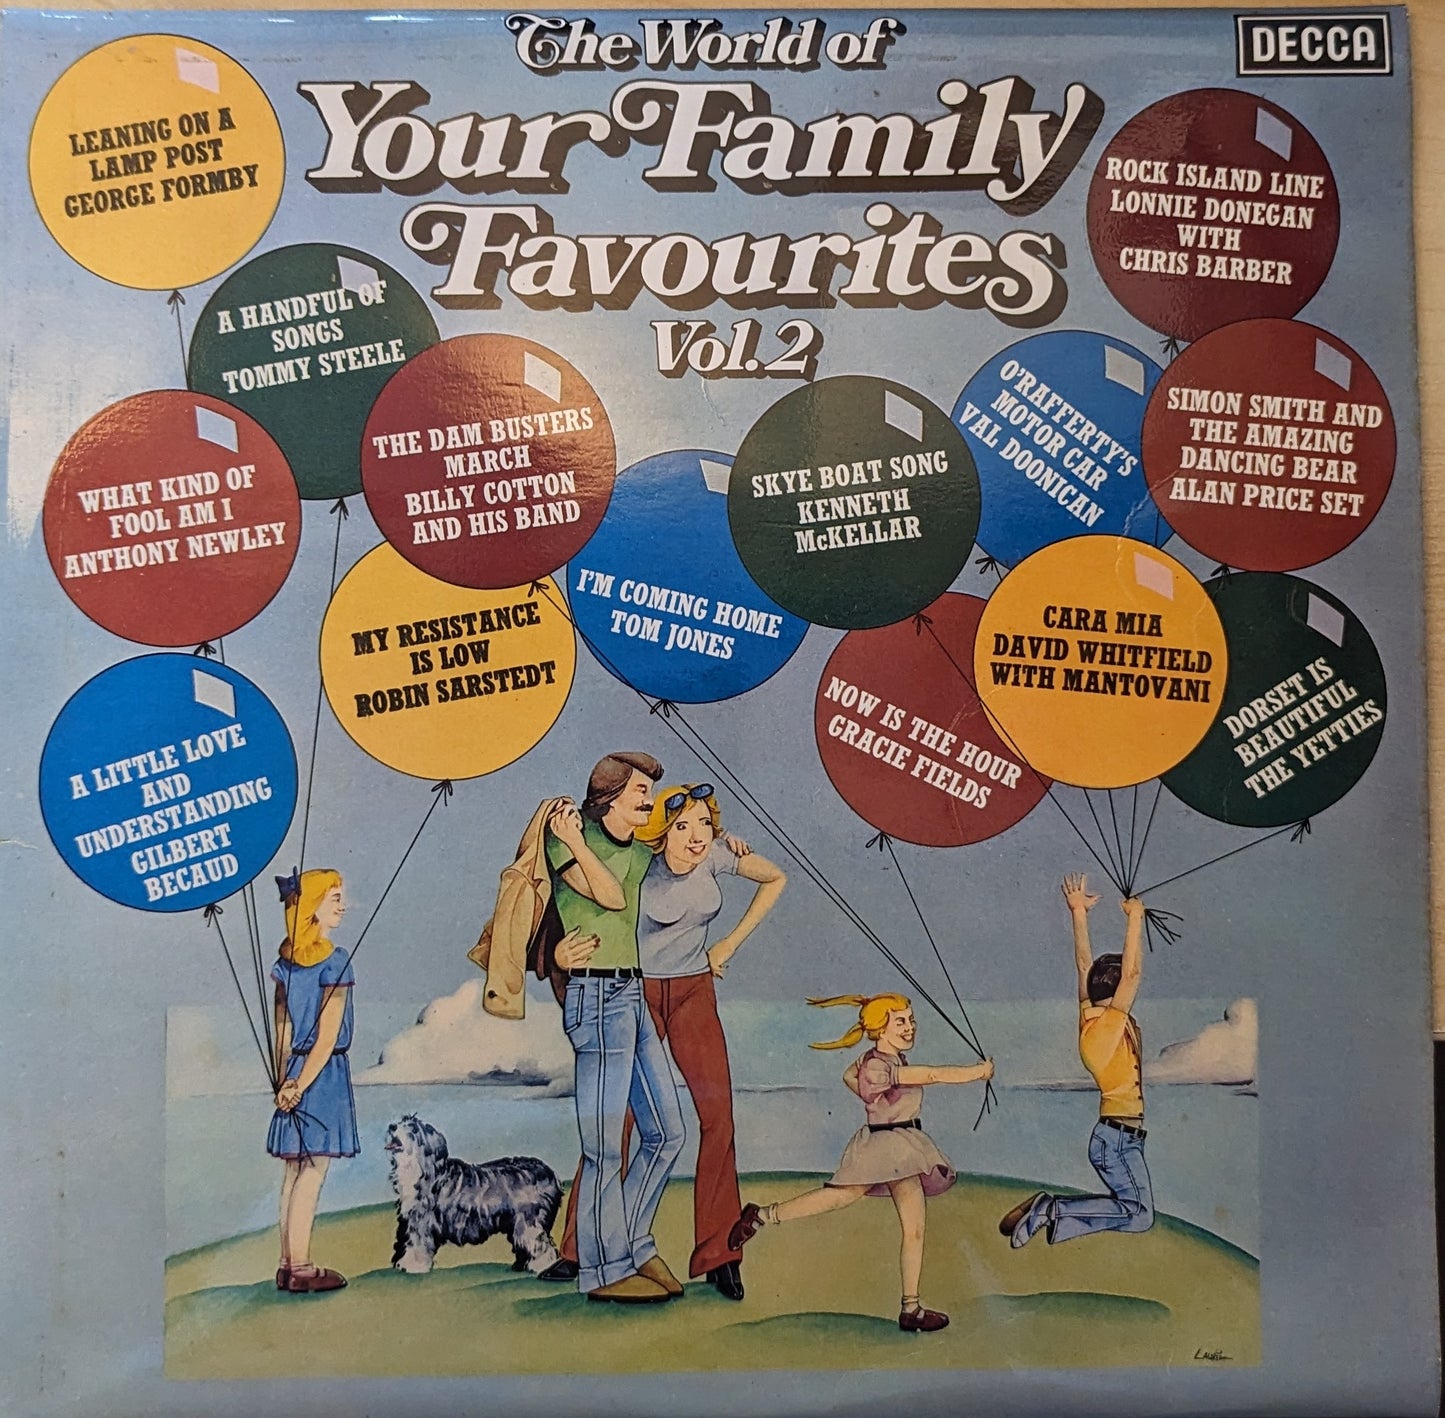 The World of
Your Family
Favourites
Vol. 2
DECCA
LEANING ON A
LAMP POST
GEORGE FORMBY
A HANDFUL OF
SONGS
TOMMY STEELE
WHAT KIND OF
FOOL AM I
ANTHONY NEWLEY
THE DAM BUSTERS
MARCH
BILLY COTTON
AND HIS BAND
MY RESISTANCE
IS LOW
ROBIN SARSTEDT
A LITTLE LOVE
AND
UNDERSTANDING
GILBERT
BECAUD
I'M COMING HOME
TOM JONES
SKYE BOAT SONG
KENNETH
McKELLAR
ROCK ISLAND LINE
LONNIE DONEGAN
WITH
CHRIS BARBER
O'RAFFERTY'S
MOTOR CAR
VAL DOONICAN
SIMON SMITH AND
THE AMAZING
DANCING BEAR
ALAN PRICE SET
NOW IS THE HOUR
GRACIE FIELDS
CARA MIA
DAVID WHITFIELD
WITH MANTOVANI
DORSET IS
BEAUTIFUL
THE YETTIES